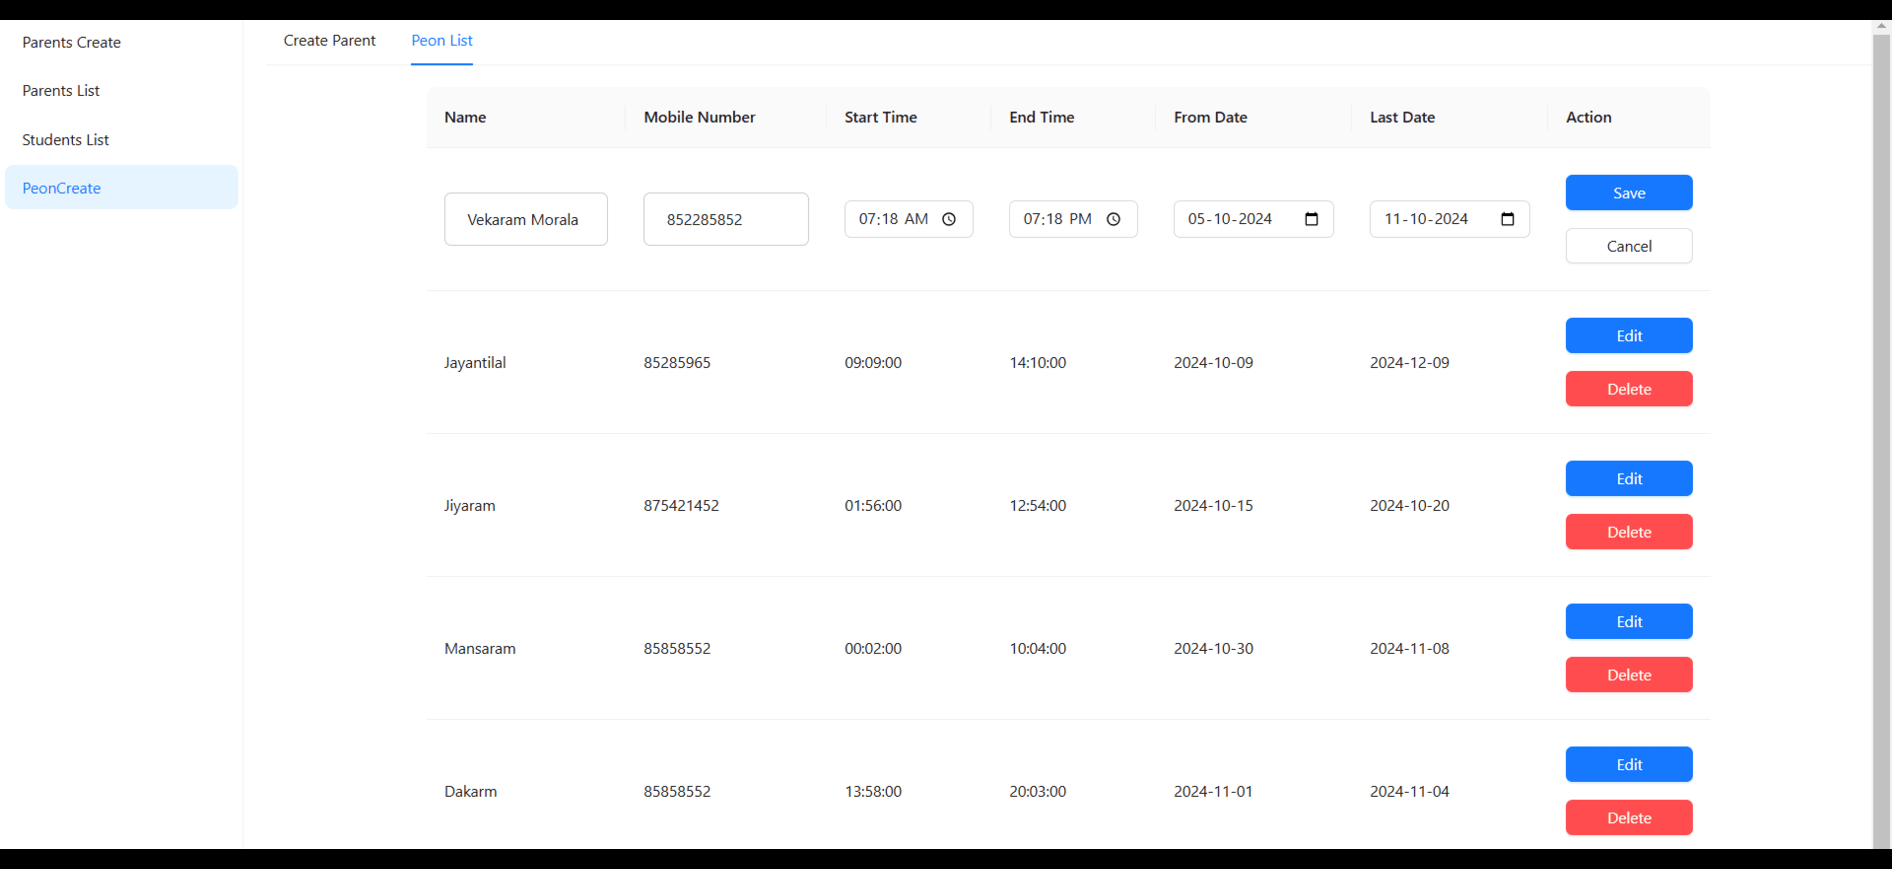 Parents Create
Parents List
Students List
PeonCreate
Create Parent Peon List
Name Mobile Number Start Time End Time From Date Last Date Action
Vekaram Morala 852285852 07:18 AM 07:18 PM 05-10-2024 11-10-2024 Save
Cancel
Jayantilal 85285965 09:09:00 14:10:00 2024-10-09 2024-12-09 Edit
Delete
Jiyaram 875421452 01:56:00 12:54:00 2024-10-15 2024-10-20 Edit
Delete
Mansaram 85858552 00:02:00 10:04:00 2024-10-30 2024-11-08 Edit
Delete
Dakarm 85858552 13:58:00 20:03:00 2024-11-01 2024-11-04 Edit
Delete